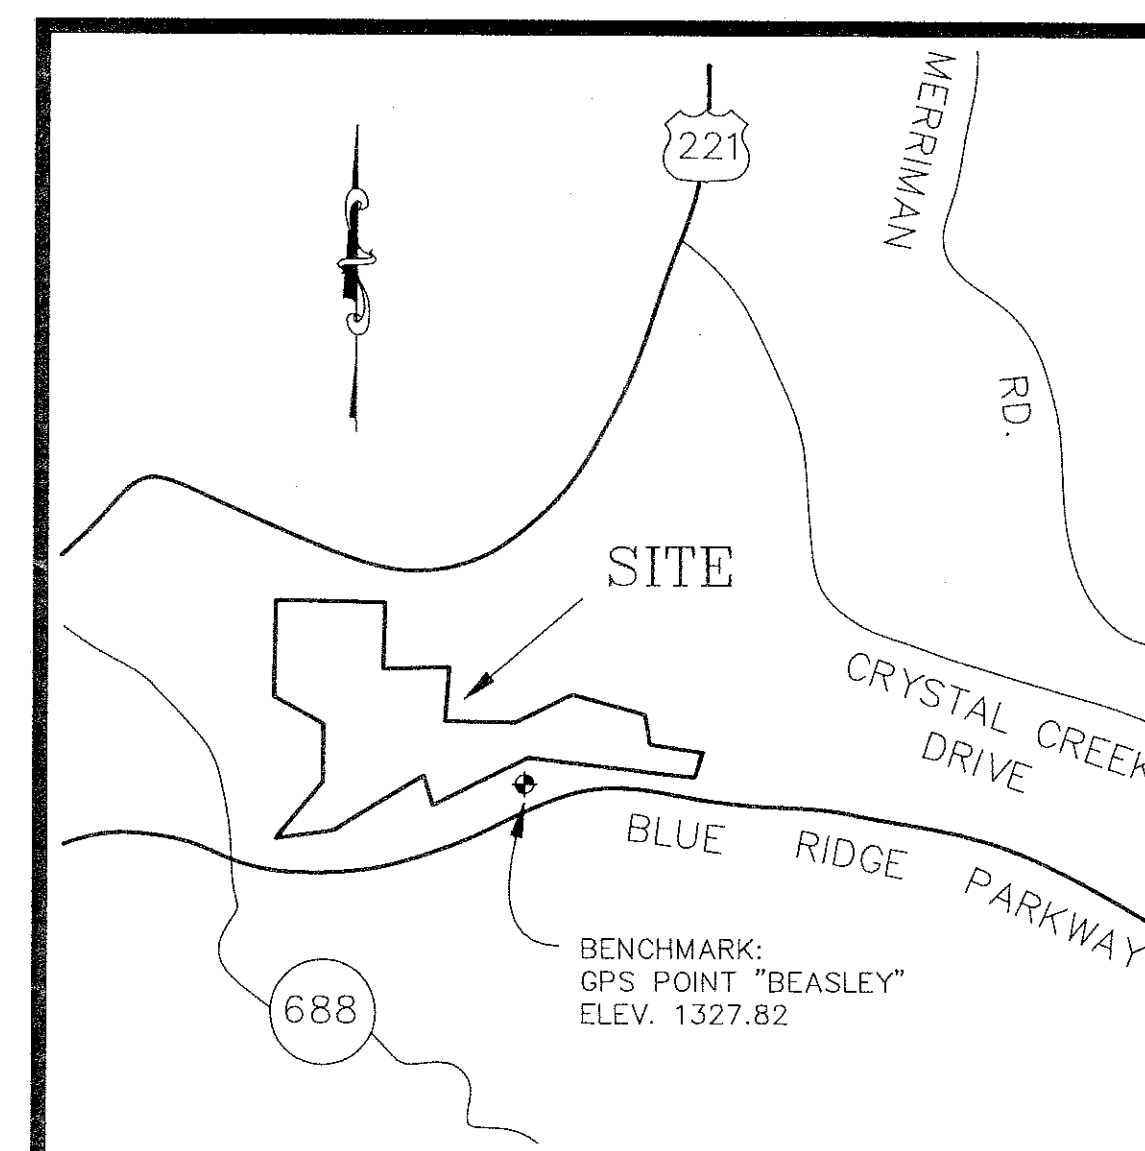 221
MERRIMAN
RD.
SITE
CRYSTAL CREEK
DRIVE
BLUE RIDGE PARKWAY
BENCHMARK:
GPS POINT "BEASLEY"
ELEV. 1327.82
688